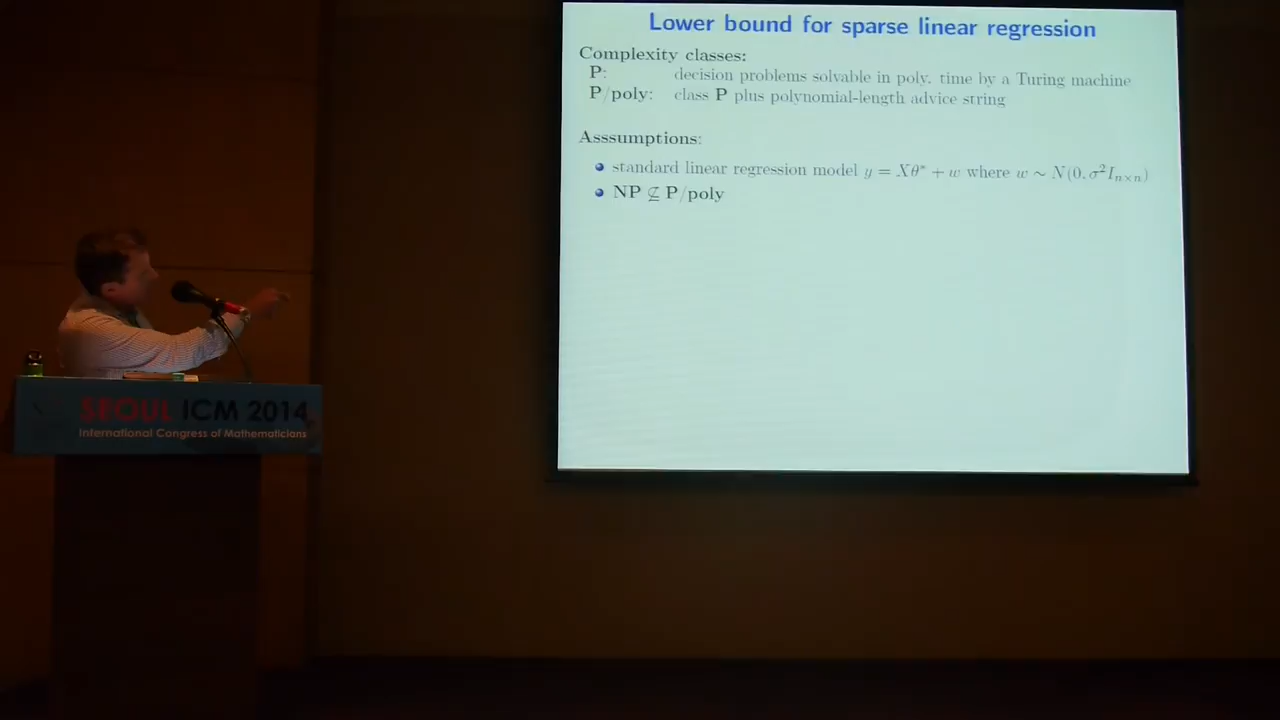 Lower bound for sparse linear regression
Complexity classes:
P: decision problems solvable in poly. time by a Turing machine
P/poly: class P plus polynomial-length advice string
Asssumptions:
standard linear regression model y = Xθ* + w where w ∼ N(0, σ²Iₙₓₙ)
NP ⊈ P/poly
SEOUL ICM 2014
International Congress of Mathematicians